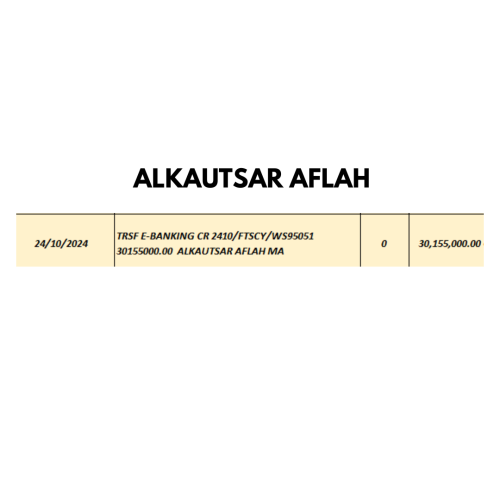 ALKAUTSAR AFLAH
24/10/2024
TRSF E-BANKING CR 2410/FTSCY/WS95051
30155000.00 ALKAUTSAR AFLAH MA
0
30,155,000.00